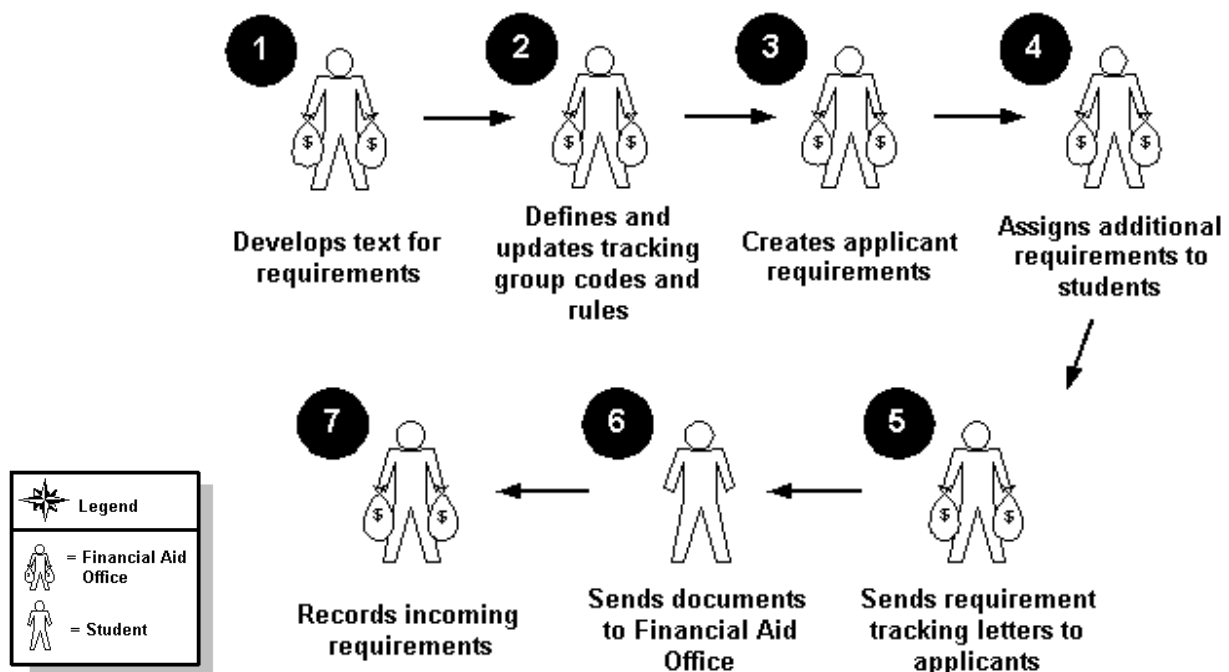 1
2
3
4
Develops text for
requirements
Defines and
updates tracking
group codes and
rules
Creates applicant
requirements
Assigns additional
requirements to
students
7
6
5
Records incoming
requirements
Sends documents
to Financial Aid
Office
Sends requirement
tracking letters to
applicants
Legend
= Financial Aid
Office
= Student
$ $
$ $
$ $
$ $
$ $
$ $